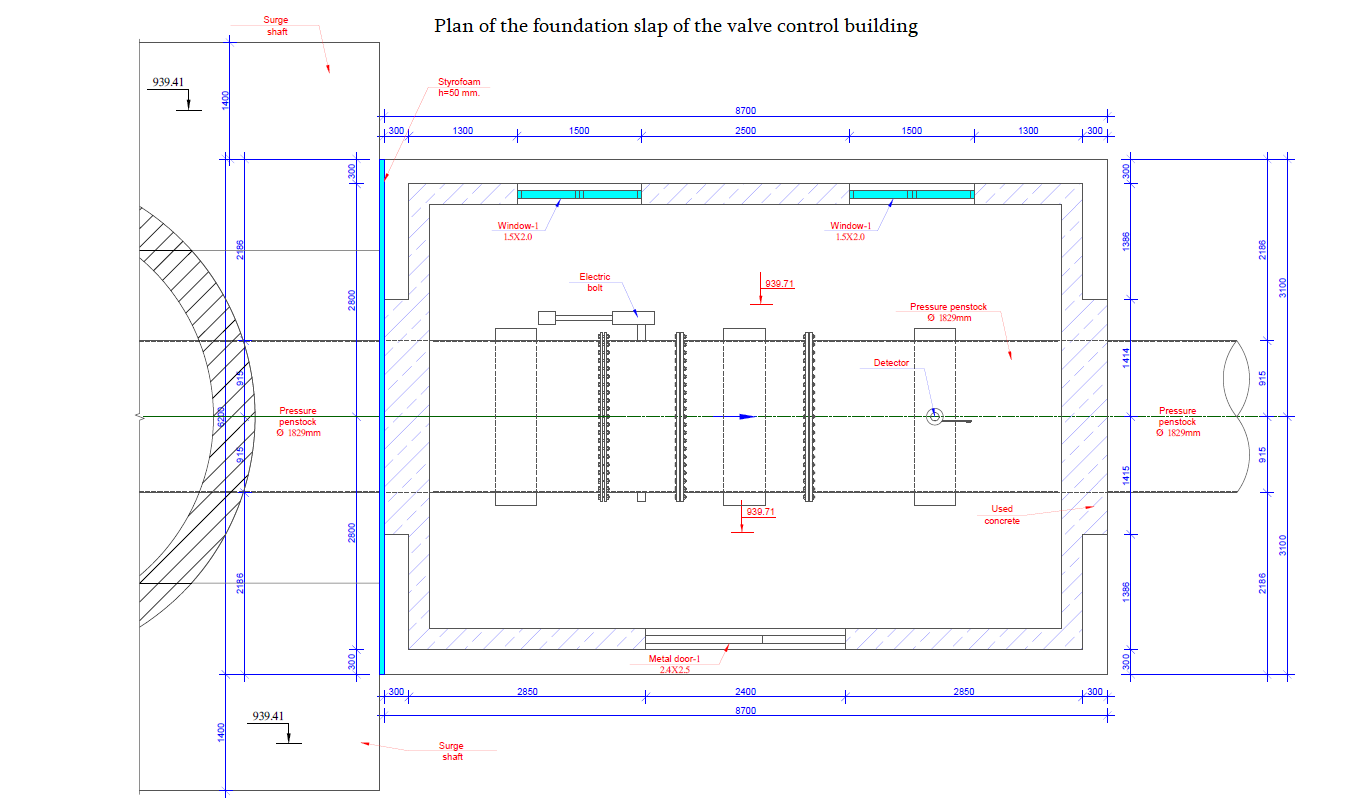 Plan of the foundation slap of the valve control building
Surge
shaft
939.41
1400
Styrofoam
h=50 mm.
8700
300
1300
1500
2500
1500
1300
300
300
2186
2800
915
6200
915
2800
2186
300
1400
Window-1
1.5X2.0
Window-1
1.5X2.0
Electric
bolt
939.71
Pressure penstock
Ø 1829mm
Detector
Pressure
penstock
Ø 1829mm
Pressure
penstock
Ø 1829mm
939.71
Used
concrete
300
1386
1414
1415
1386
300
2186
915
915
2186
3100
3100
Metal door-1
2.4X2.5
300
2850
2400
2850
300
8700
939.41
Surge
shaft